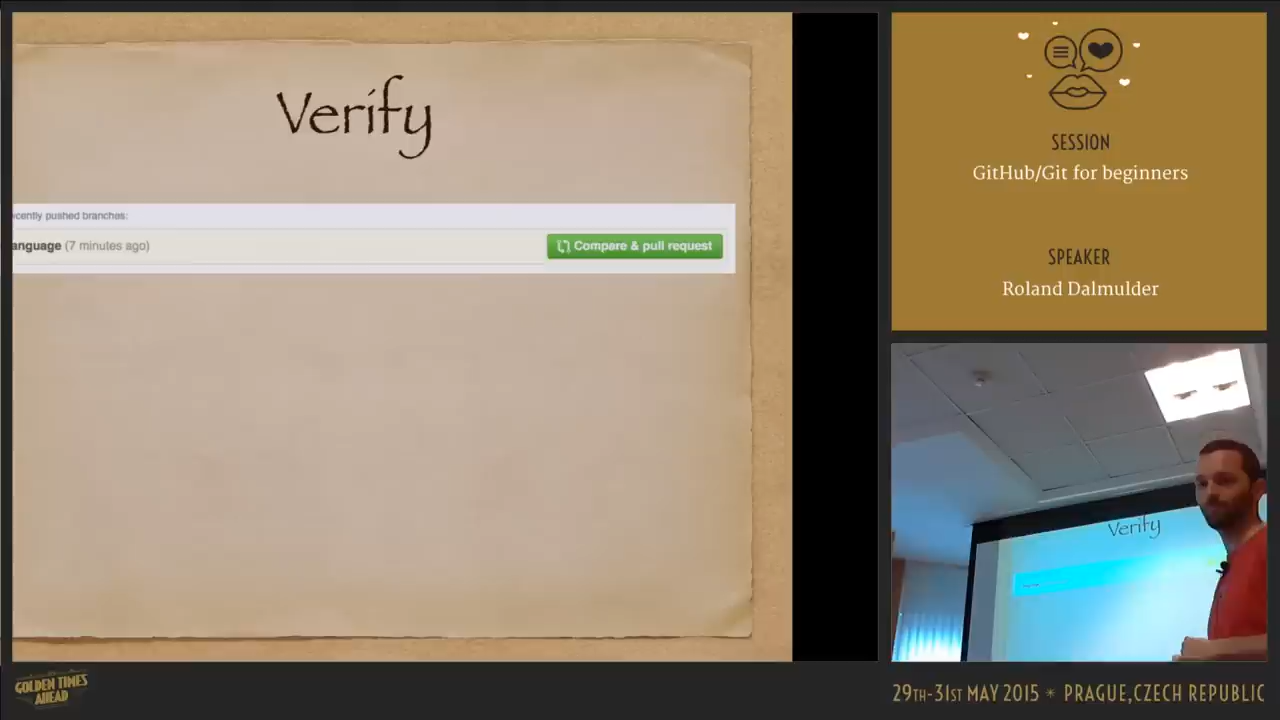 Verify
cently pushed branches:
anguage (7 minutes ago)
Compare & pull request
SESSION
GitHub/Git for beginners
SPEAKER
Roland Dalmulder
Verify
GOLDEN TIMES
AHEAD
29TH-31ST MAY 2015 * PRAGUE, CZECH REPUBLIC